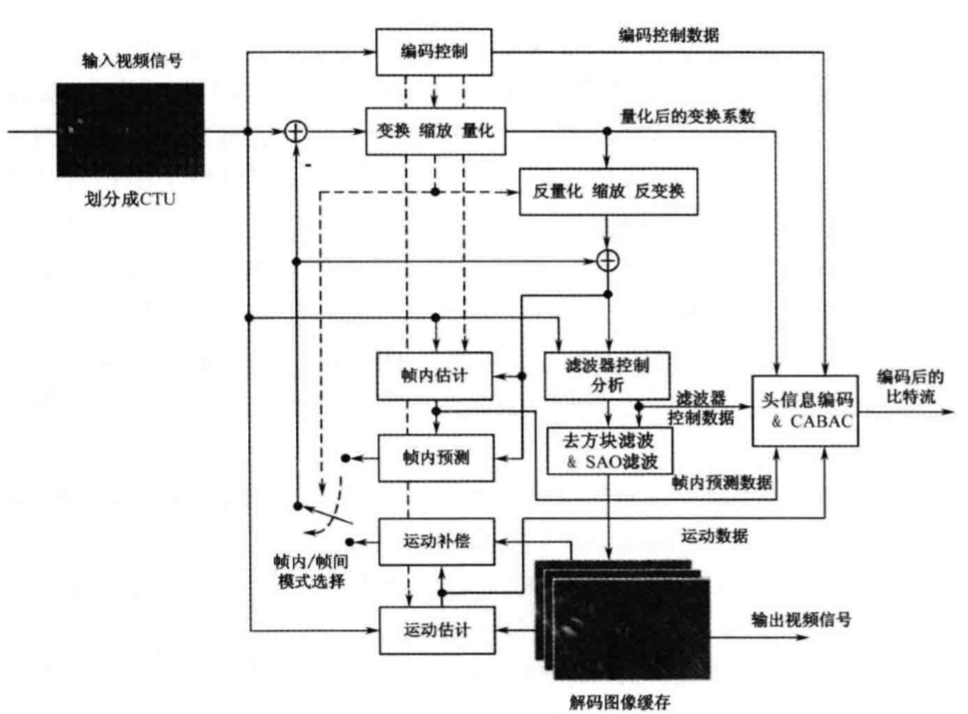 编码控制
编码控制数据
输入视频信号
变换 缩放 量化
量化后的变换系数
划分成CTU
-
反量化 缩放 反变换
帧内估计
滤波器控制
分析
滤波器
控制数据
头信息编码
& CABAC
编码后的
比特流
帧内预测
去方块滤波
& SAO滤波
帧内预测数据
运动补偿
运动数据
帧内/帧间
模式选择
运动估计
输出视频信号
解码图像缓存